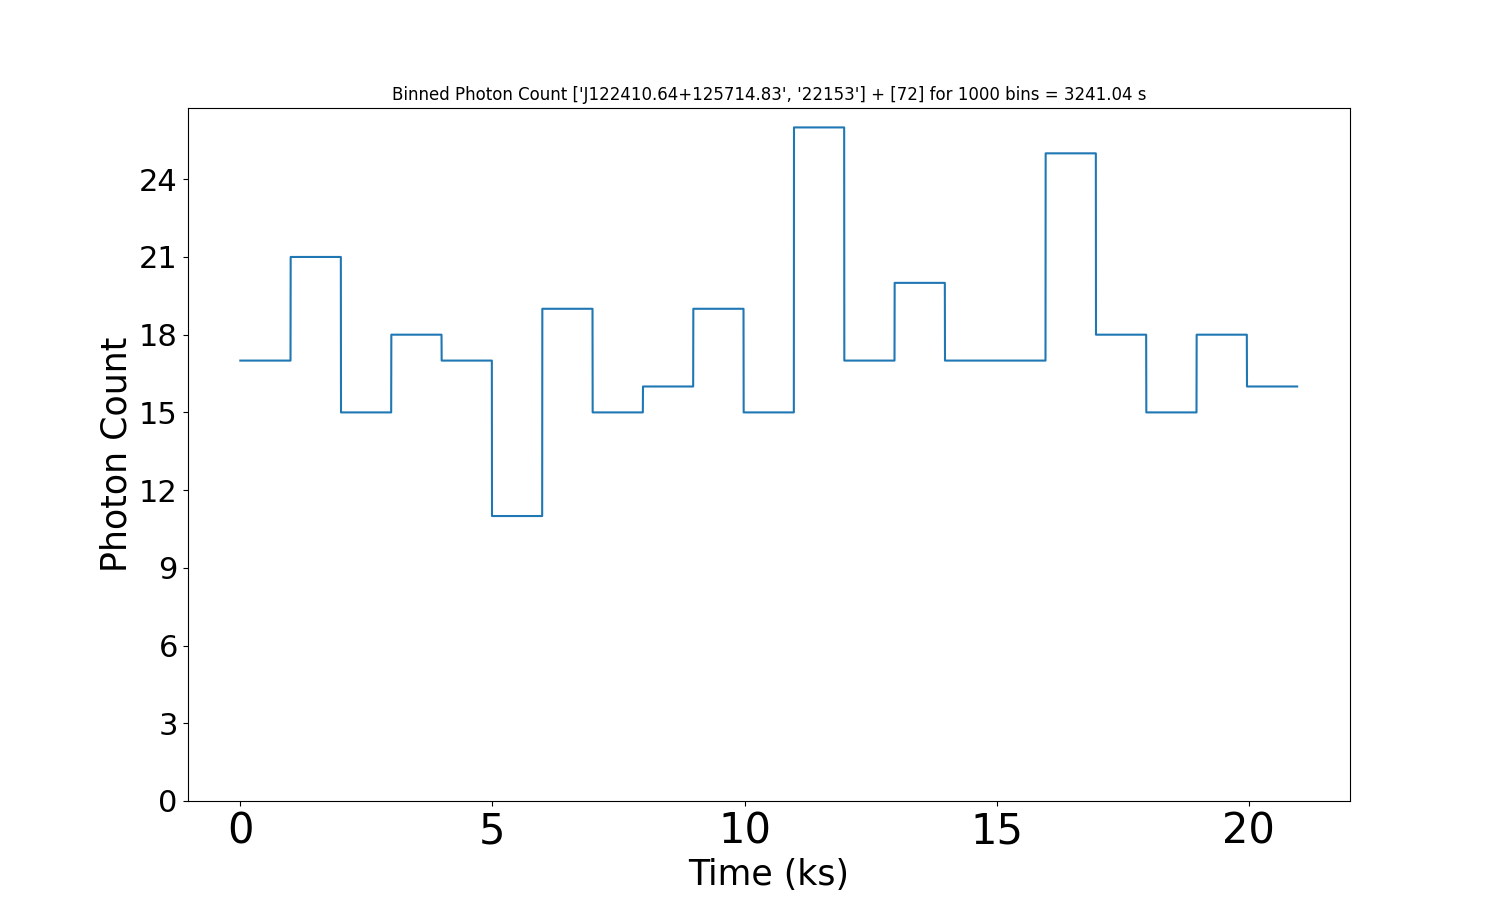 Binned Photon Count ['J122410.64+125714.83', '22153'] + [72] for 1000 bins = 3241.04 s
24
21
18
15
12
9
6
3
0
Photon Count
0 5 10 15 20
Time (ks)